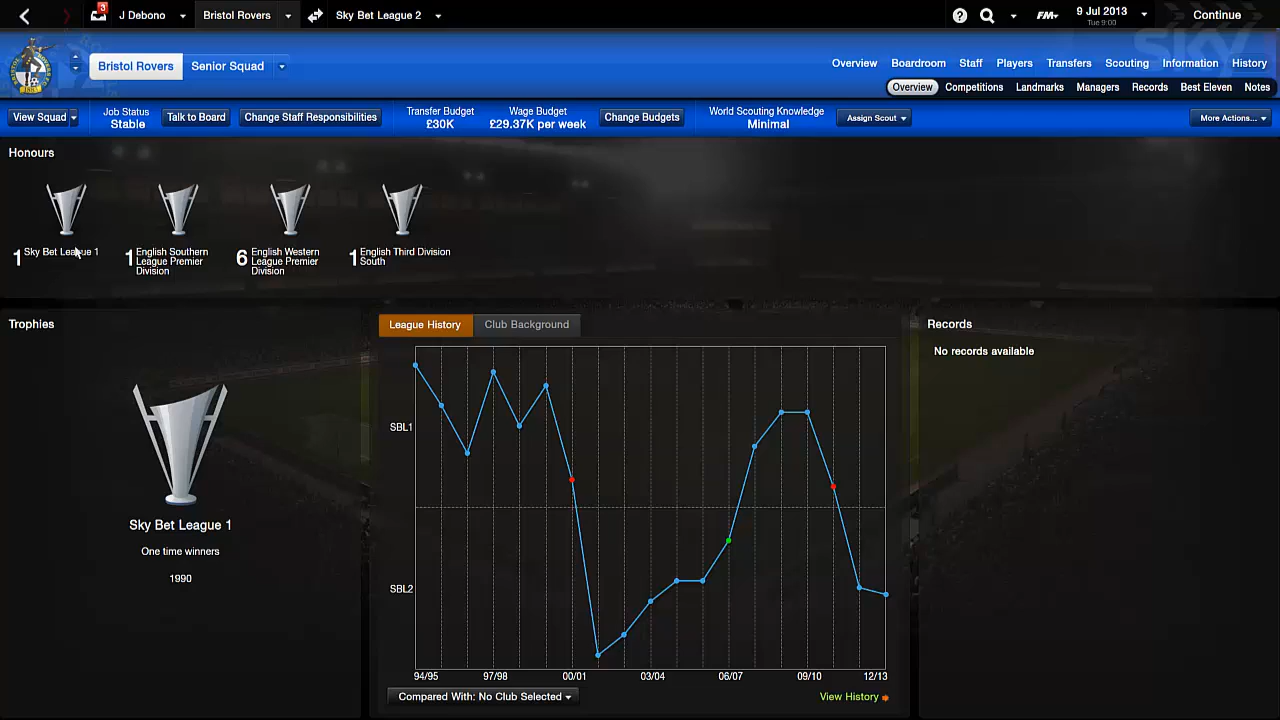 3
J Debono
Bristol Rovers
Sky Bet League 2
FM
9 Jul 2013
Tue 9:00
Continue
sky
Bristol Rovers
Senior Squad
Overview
Boardroom
Staff
Players
Transfers
Scouting
Information
History
Overview
Competitions
Landmarks
Managers
Records
Best Eleven
Notes
View Squad
Job Status
Stable
Talk to Board
Change Staff Responsibilities
Transfer Budget
£30K
Wage Budget
£29.37K per week
Change Budgets
World Scouting Knowledge
Minimal
Assign Scout
More Actions...
Honours
1 Sky Bet League 1
1 English Southern
League Premier
Division
6 English Western
League Premier
Division
1 English Third Division
South
Trophies
Sky Bet League 1
One time winners
1990
League History
Club Background
SBL1
SBL2
94/95
97/98
00/01
03/04
06/07
09/10
12/13
Compared With: No Club Selected
View History
Records
No records available